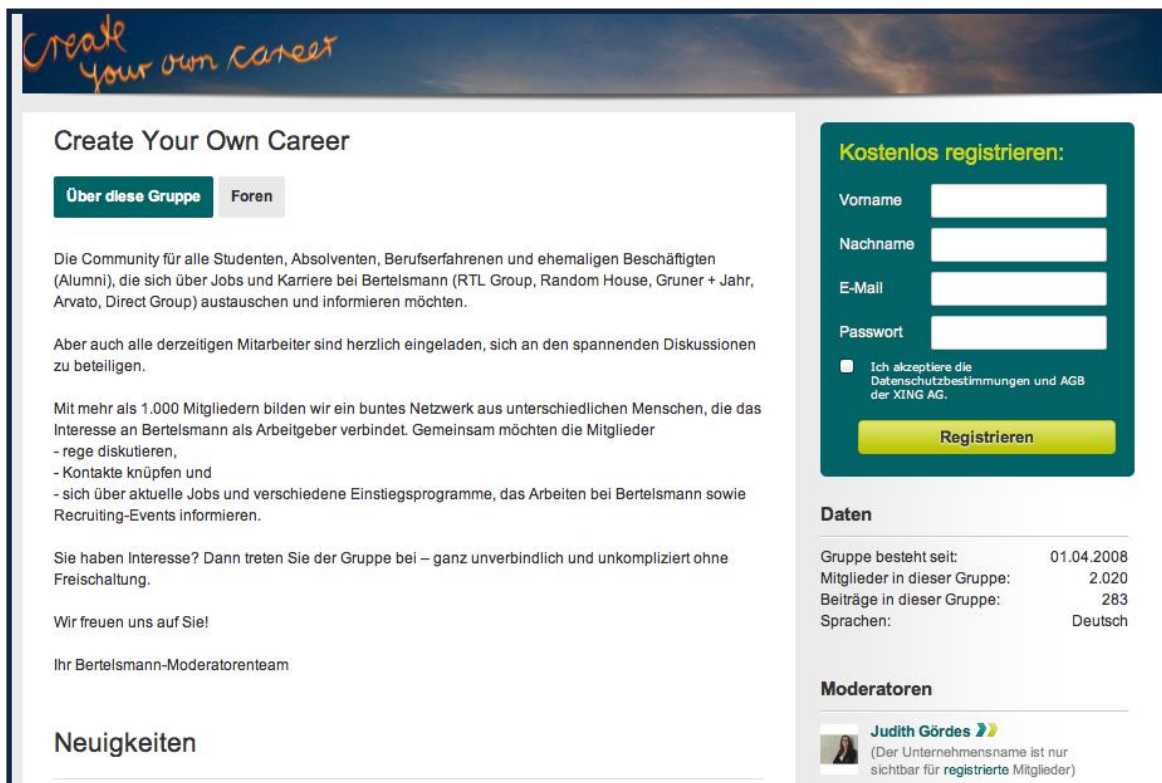 Create
your own career
Create Your Own Career
Über diese Gruppe
Foren
Die Community für alle Studenten, Absolventen, Berufserfahrenen und ehemaligen Beschäftigten
(Alumni), die sich über Jobs und Karriere bei Bertelsmann (RTL Group, Random House, Gruner + Jahr,
Arvato, Direct Group) austauschen und informieren möchten.
Aber auch alle derzeitigen Mitarbeiter sind herzlich eingeladen, sich an den spannenden Diskussionen
zu beteiligen.
Mit mehr als 1.000 Mitgliedern bilden wir ein buntes Netzwerk aus unterschiedlichen Menschen, die das
Interesse an Bertelsmann als Arbeitgeber verbindet. Gemeinsam möchten die Mitglieder
- rege diskutieren,
- Kontakte knüpfen und
- sich über aktuelle Jobs und verschiedene Einstiegsprogramme, das Arbeiten bei Bertelsmann sowie
Recruiting-Events informieren.
Sie haben Interesse? Dann treten Sie der Gruppe bei – ganz unverbindlich und unkompliziert ohne
Freischaltung.
Wir freuen uns auf Sie!
Ihr Bertelsmann-Moderatorenteam
Neuigkeiten
Kostenlos registrieren:
Vorname
Nachname
E-Mail
Passwort
Ich akzeptiere die
Datenschutzbestimmungen und AGB
der XING AG.
Registrieren
Daten
Gruppe besteht seit: 01.04.2008
Mitglieder in dieser Gruppe: 2.020
Beiträge in dieser Gruppe: 283
Sprachen: Deutsch
Moderatoren
Judith Gördes
(Der Unternehmensname ist nur
sichtbar für registrierte Mitglieder)